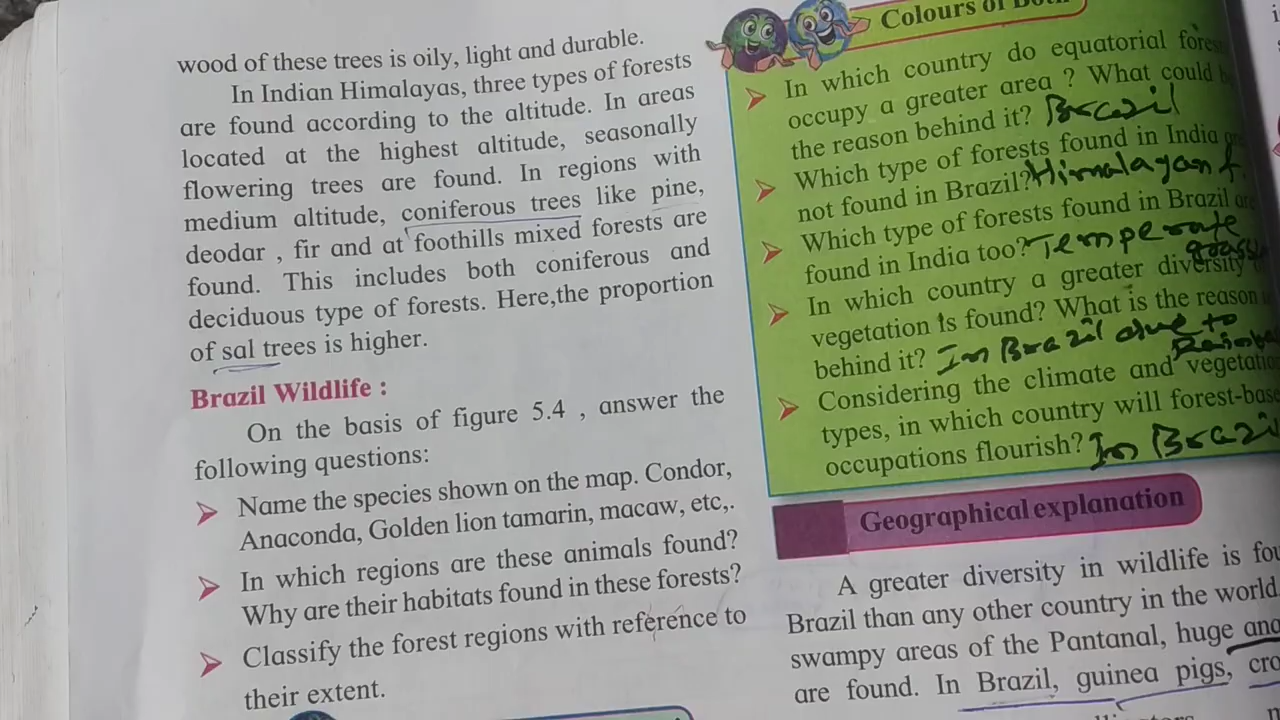 wood of these trees is oily, light and durable.
In Indian Himalayas, three types of forests
are found according to the altitude. In areas
located at the highest altitude, seasonally
flowering trees are found. In regions with
medium altitude, coniferous trees like pine,
deodar , fir and at foothills mixed forests are
found. This includes both coniferous and
deciduous type of forests. Here,the proportion
of sal trees is higher.
Brazil Wildlife :
On the basis of figure 5.4 , answer the
following questions:
Name the species shown on the map. Condor,
Anaconda, Golden lion tamarin, macaw, etc,.
In which regions are these animals found?
Why are their habitats found in these forests?
Classify the forest regions with reference to
their extent.
Colours of
In which country do equatorial
occupy a greater area ? What could
the reason behind it? Brazil
Which type of forests found in India
not found in Brazil? Himalayan f.
Which type of forests found in Brazil
found in India too? Temperate
In which country a greater diversity
vegetation is found? What is the reason
behind it? In Brazil due to
Considering the climate and
types, in which country will
occupations flourish? In
Geographical explanation
A greater diversity in wildlife is
Brazil than any other country in the world.
swampy areas of the Pantanal, huge
are found. In Brazil, guinea pigs,